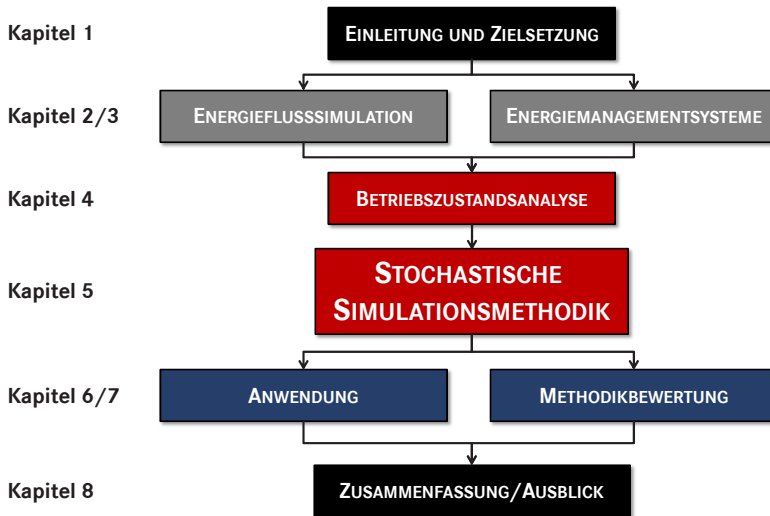 Kapitel 1
EINLEITUNG UND ZIELSETZUNG
Kapitel 2/3
ENERGIEFLUSSSIMULATION
ENERGIEMANAGEMENTSYSTEME
Kapitel 4
BETRIEBSZUSTANDSANALYSE
Kapitel 5
STOCHASTISCHE
SIMULATIONSMETHODIK
Kapitel 6/7
ANWENDUNG
METHODIKBEWERTUNG
Kapitel 8
ZUSAMMENFASSUNG/AUSBLICK